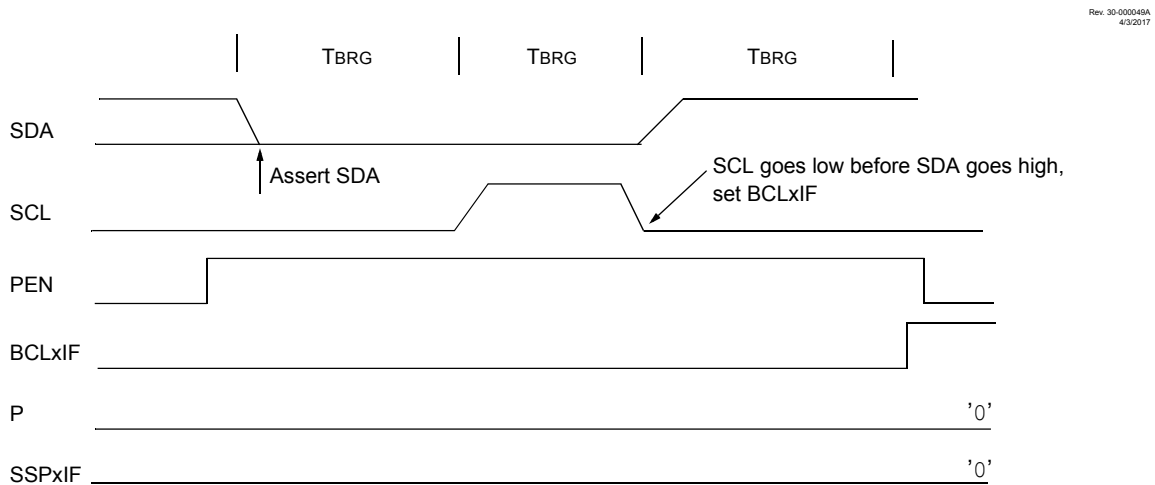 Rev. 30-000049A
4/3/2017
TBRG TBRG TBRG
SDA
Assert SDA
SCL goes low before SDA goes high,
set BCLxIF
SCL
PEN
BCLxIF
P '0'
SSPxIF '0'